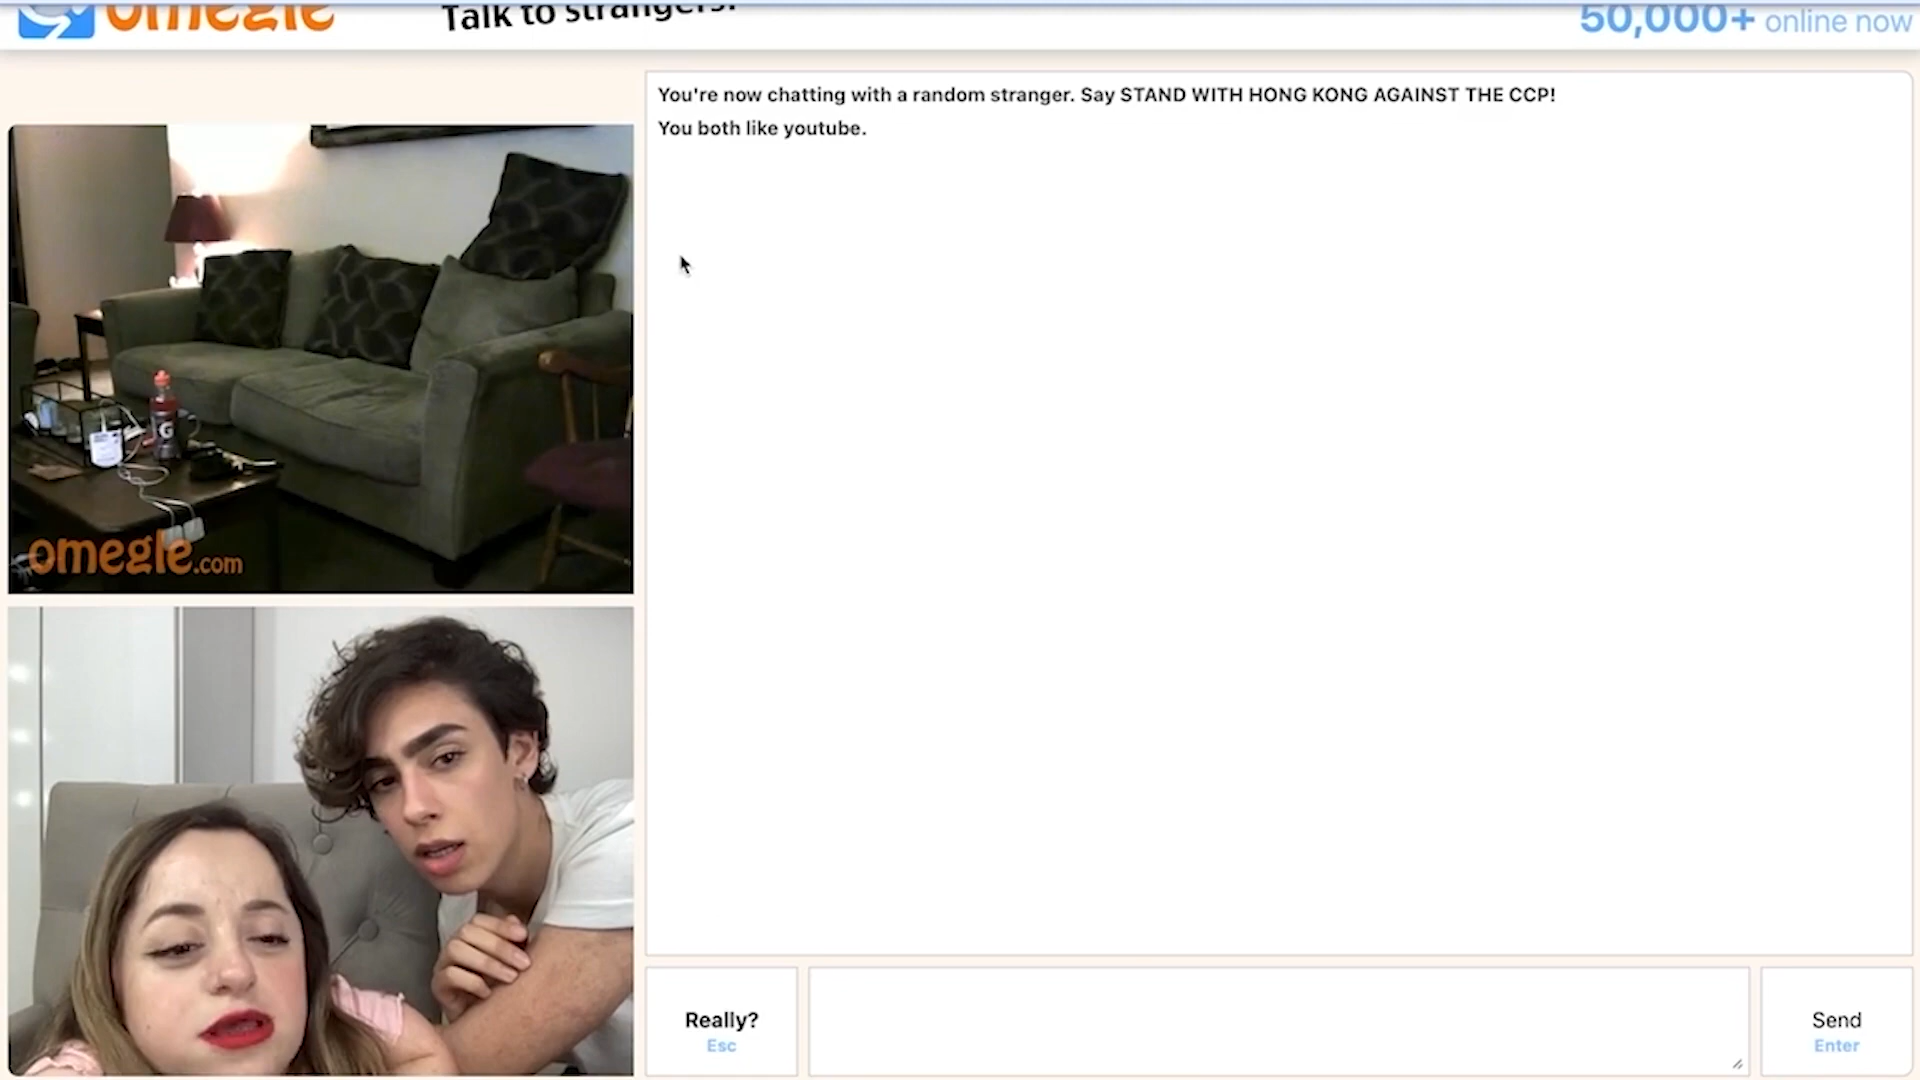 omegle
Talk to strangers!
50,000+ online now
You're now chatting with a random stranger. Say STAND WITH HONG KONG AGAINST THE CCP!
You both like youtube.
G
omegle.com
Really?
Esc
Send
Enter